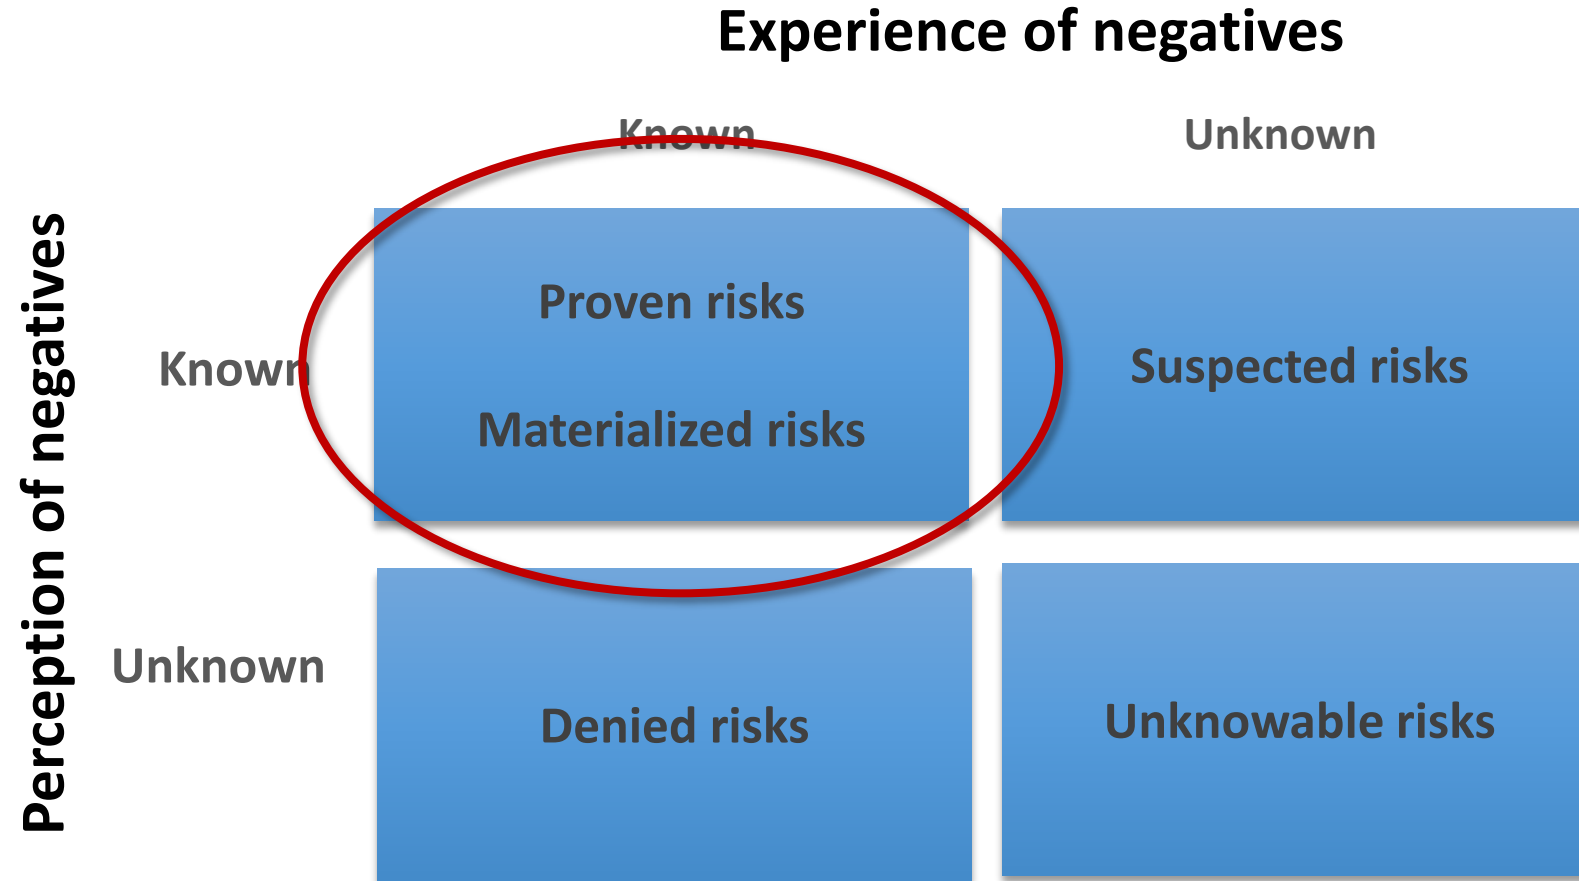 Experience of negatives
Known
Unknown
Perception of negatives
Known
Proven risks
Materialized risks
Suspected risks
Unknown
Denied risks
Unknowable risks